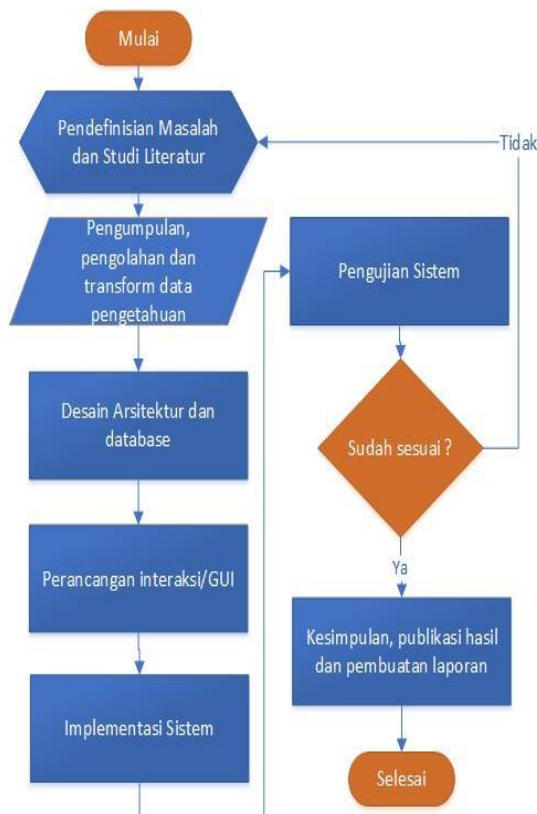 Mulai
Pendefinisian Masalah
dan Studi Literatur
Pengumpulan,
pengolahan dan
transform data
pengetahuan
Desain Arsitektur dan
database
Perancangan interaksi/GUI
Implementasi Sistem
Pengujian Sistem
Sudah sesuai ?
Tidak
Ya
Kesimpulan, publikasi hasil
dan pembuatan laporan
Selesai